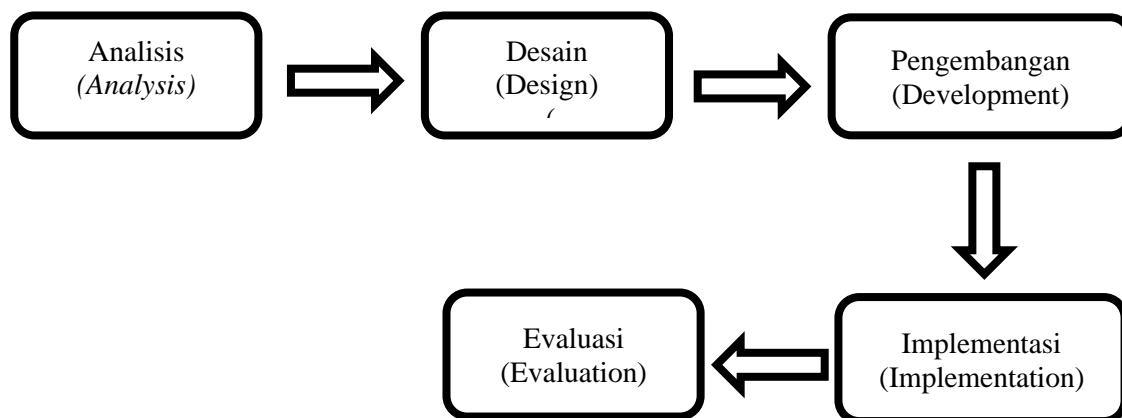 Analisis
(Analysis)
Desain
(Design)
(
Pengembangan
(Development)
Implementasi
(Implementation)
Evaluasi
(Evaluation)